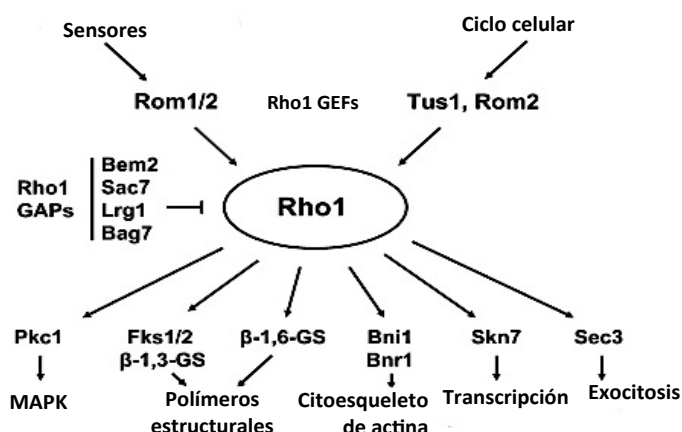 Sensores
Ciclo celular
Rom1/2
Rho1 GEFs
Tus1, Rom2
Rho1
GAPs
Bem2
Sac7
Lrg1
Bag7
Rho1
Pkc1
Fks1/2
β-1,3-GS
β-1,6-GS
Bni1
Bnr1
Skn7
Sec3
MAPK
Polímeros
estructurales
Citoesqueleto
de actina
Transcripción
Exocitosis